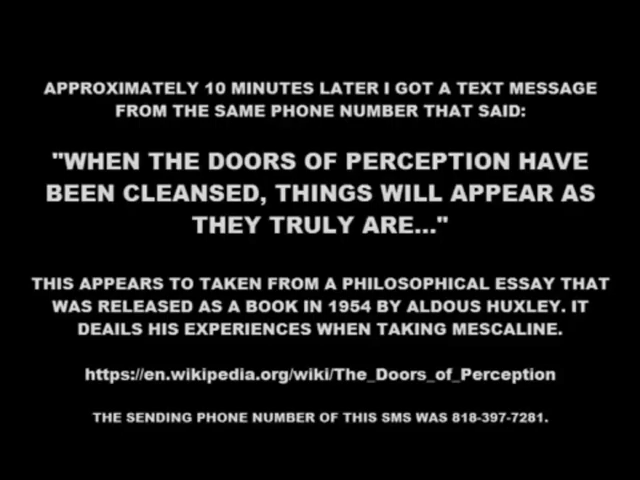 APPROXIMATELY 10 MINUTES LATER I GOT A TEXT MESSAGE
FROM THE SAME PHONE NUMBER THAT SAID:
"WHEN THE DOORS OF PERCEPTION HAVE
BEEN CLEANSED, THINGS WILL APPEAR AS
THEY TRULY ARE..."
THIS APPEARS TO TAKEN FROM A PHILOSOPHICAL ESSAY THAT
WAS RELEASED AS A BOOK IN 1954 BY ALDOUS HUXLEY. IT
DEAILS HIS EXPERIENCES WHEN TAKING MESCALINE.
https://en.wikipedia.org/wiki/The_Doors_of_Perception
THE SENDING PHONE NUMBER OF THIS SMS WAS 818-397-7281.